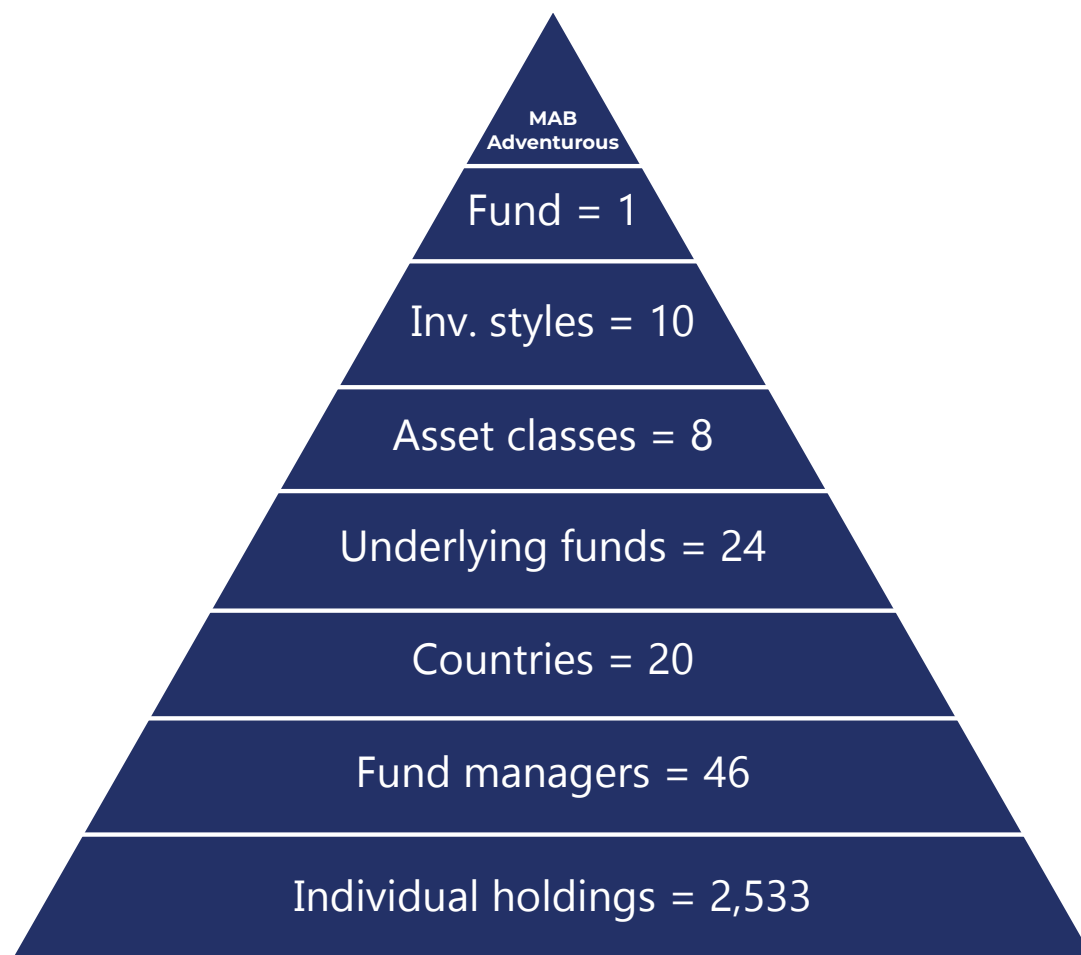 MAB
Adventurous
Fund = 1
Inv. styles = 10
Asset classes = 8
Underlying funds = 24
Countries = 20
Fund managers = 46
Individual holdings = 2,533